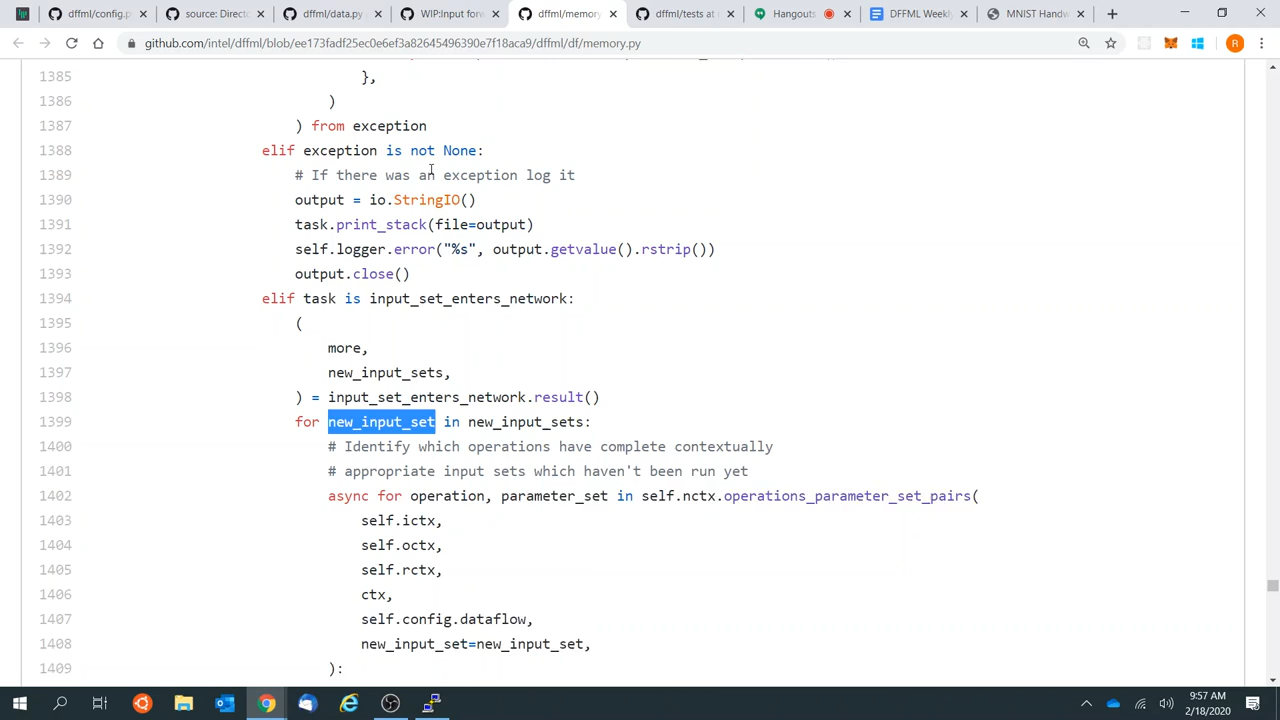 dffml/config.p
source: Directo
dffml/data.py
WIP:Input forw
dffml/memory
dffml/tests at
Hangouts
DFFML Weekly
MNIST Handw
github.com/intel/dffml/blob/ee173fadf25ec0e6ef3a82645496390e7f18aca9/dffml/df/memory.py
R
1385 },
1386 )
1387 ) from exception
1388 elif exception is not None:
1389 # If there was an exception log it
1390 output = io.StringIO()
1391 task.print_stack(file=output)
1392 self.logger.error("%s", output.getvalue().rstrip())
1393 output.close()
1394 elif task is input_set_enters_network:
1395 (
1396 more,
1397 new_input_sets,
1398 ) = input_set_enters_network.result()
1399 for new_input_set in new_input_sets:
1400 # Identify which operations have complete contextually
1401 # appropriate input sets which haven't been run yet
1402 async for operation, parameter_set in self.nctx.operations_parameter_set_pairs(
1403 self.ictx,
1404 self.octx,
1405 self.rctx,
1406 ctx,
1407 self.config.dataflow,
1408 new_input_set=new_input_set,
1409 ):
9:57 AM
2/18/2020